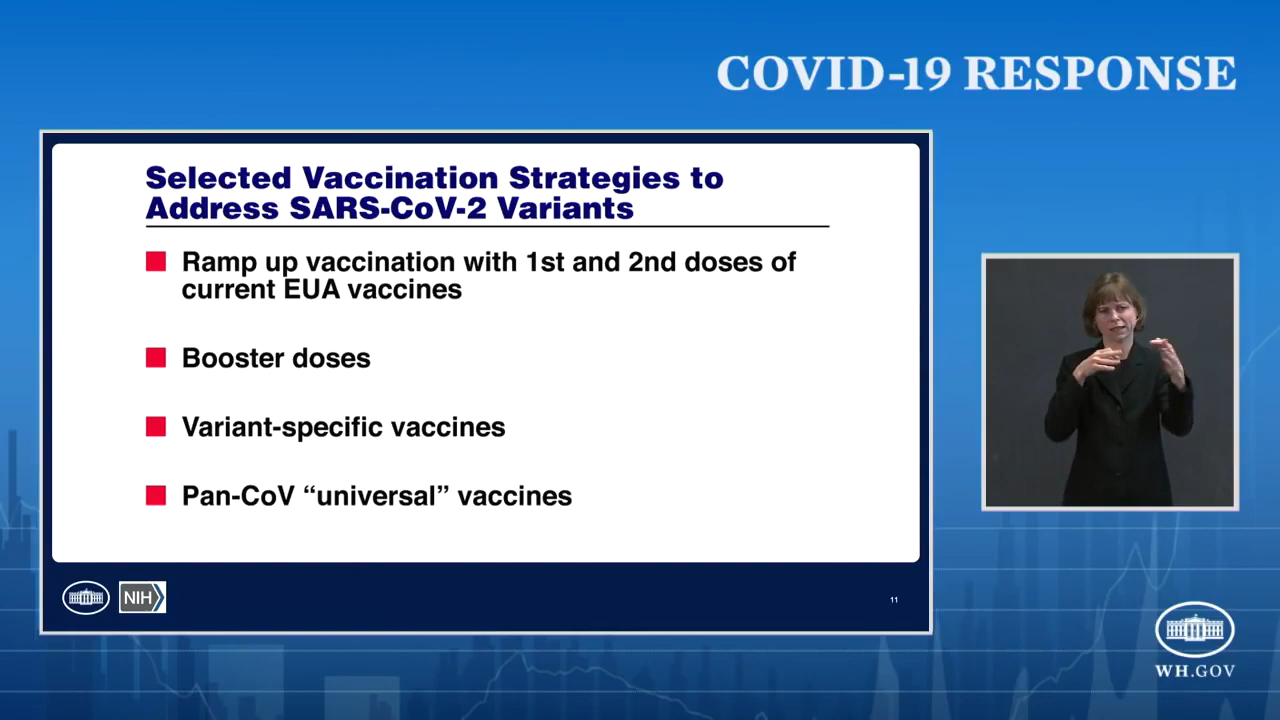 COVID-19 RESPONSE
Selected Vaccination Strategies to
Address SARS-CoV-2 Variants
Ramp up vaccination with 1st and 2nd doses of
current EUA vaccines
Booster doses
Variant-specific vaccines
Pan-CoV “universal” vaccines
NIH
11
WH.GOV